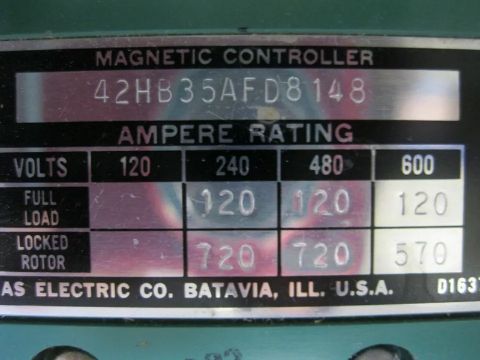 MAGNETIC CONTROLLER
42HB35AFD8148
AMPERE RATING
VOLTS 120 240 480 600
FULL LOAD 120 120 120
LOCKED ROTOR 720 720 570
AS ELECTRIC CO. BATAVIA, ILL. U.S.A. D1637